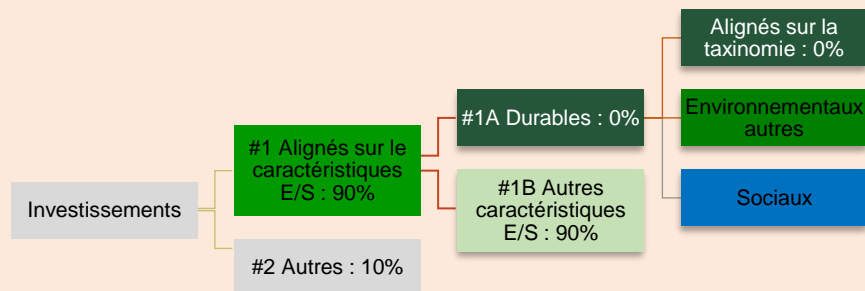 Investissements
#1 Alignés sur le
caractéristiques
E/S : 90%
#2 Autres : 10%
#1A Durables : 0%
#1B Autres
caractéristiques
E/S : 90%
Alignés sur la
taxinomie : 0%
Environnementaux
autres
Sociaux